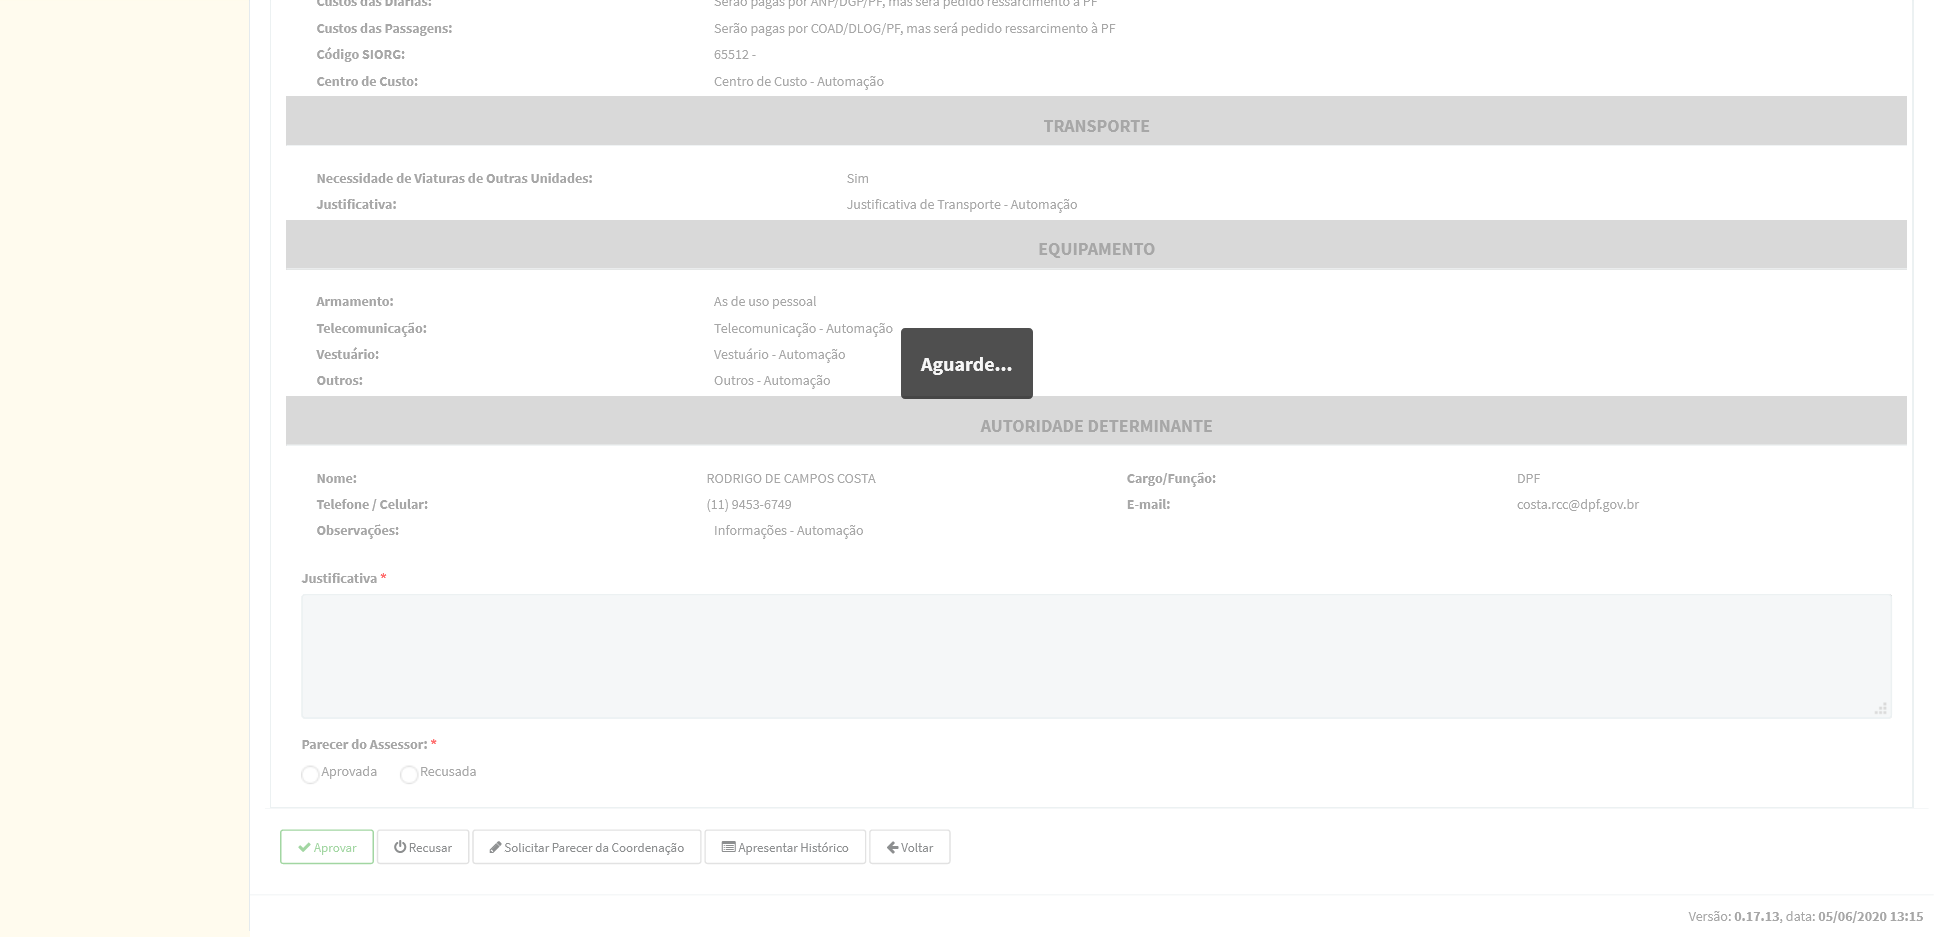 Custos das Diárias: Serão pagas por ANP/DGP/PF, mas será pedido ressarcimento à PF
Custos das Passagens: Serão pagas por COAD/DLOG/PF, mas será pedido ressarcimento à PF
Código SIORG: 65512 -
Centro de Custo: Centro de Custo - Automação
TRANSPORTE
Necessidade de Viaturas de Outras Unidades: Sim
Justificativa: Justificativa de Transporte - Automação
EQUIPAMENTO
Armamento: As de uso pessoal
Telecomunicação: Telecomunicação - Automação
Vestuário: Vestuário - Automação
Aguarde...
Outros: Outros - Automação
AUTORIDADE DETERMINANTE
Nome: RODRIGO DE CAMPOS COSTA Cargo/Função: DPF
Telefone / Celular: (11) 9453-6749 E-mail: costa.rcc@dpf.gov.br
Observações: Informações - Automação
Justificativa *
Parecer do Assessor: *
Aprovada Recusada
Aprovar Recusar Solicitar Parecer da Coordenação Apresentar Histórico Voltar
Versão: 0.17.13, data: 05/06/2020 13:15